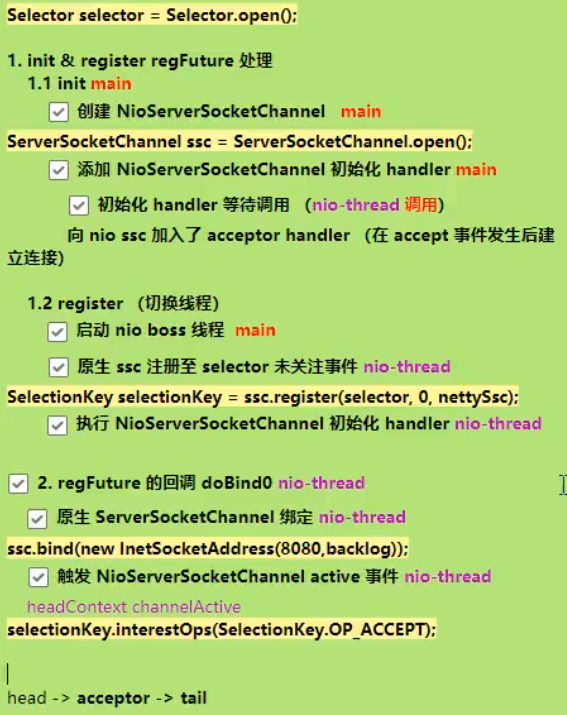 Selector selector = Selector.open();
1. init & register regFuture 处理
1.1 init main
创建 NioServerSocketChannel main
ServerSocketChannel ssc = ServerSocketChannel.open();
添加 NioServerSocketChannel 初始化 handler main
初始化 handler 等待调用 （nio-thread 调用）
向 nio ssc 加入了 acceptor handler （在 accept 事件发生后建
立连接）
1.2 register （切换线程）
启动 nio boss 线程 main
原生 ssc 注册至 selector 未关注事件 nio-thread
SelectionKey selectionKey = ssc.register(selector, 0, nettySsc);
执行 NioServerSocketChannel 初始化 handler nio-thread
2. regFuture 的回调 doBind0 nio-thread
原生 ServerSocketChannel 绑定 nio-thread
ssc.bind(new InetSocketAddress(8080,backlog));
触发 NioServerSocketChannel active 事件 nio-thread
headContext channelActive
selectionKey.interestOps(SelectionKey.OP_ACCEPT);
head -> acceptor -> tail